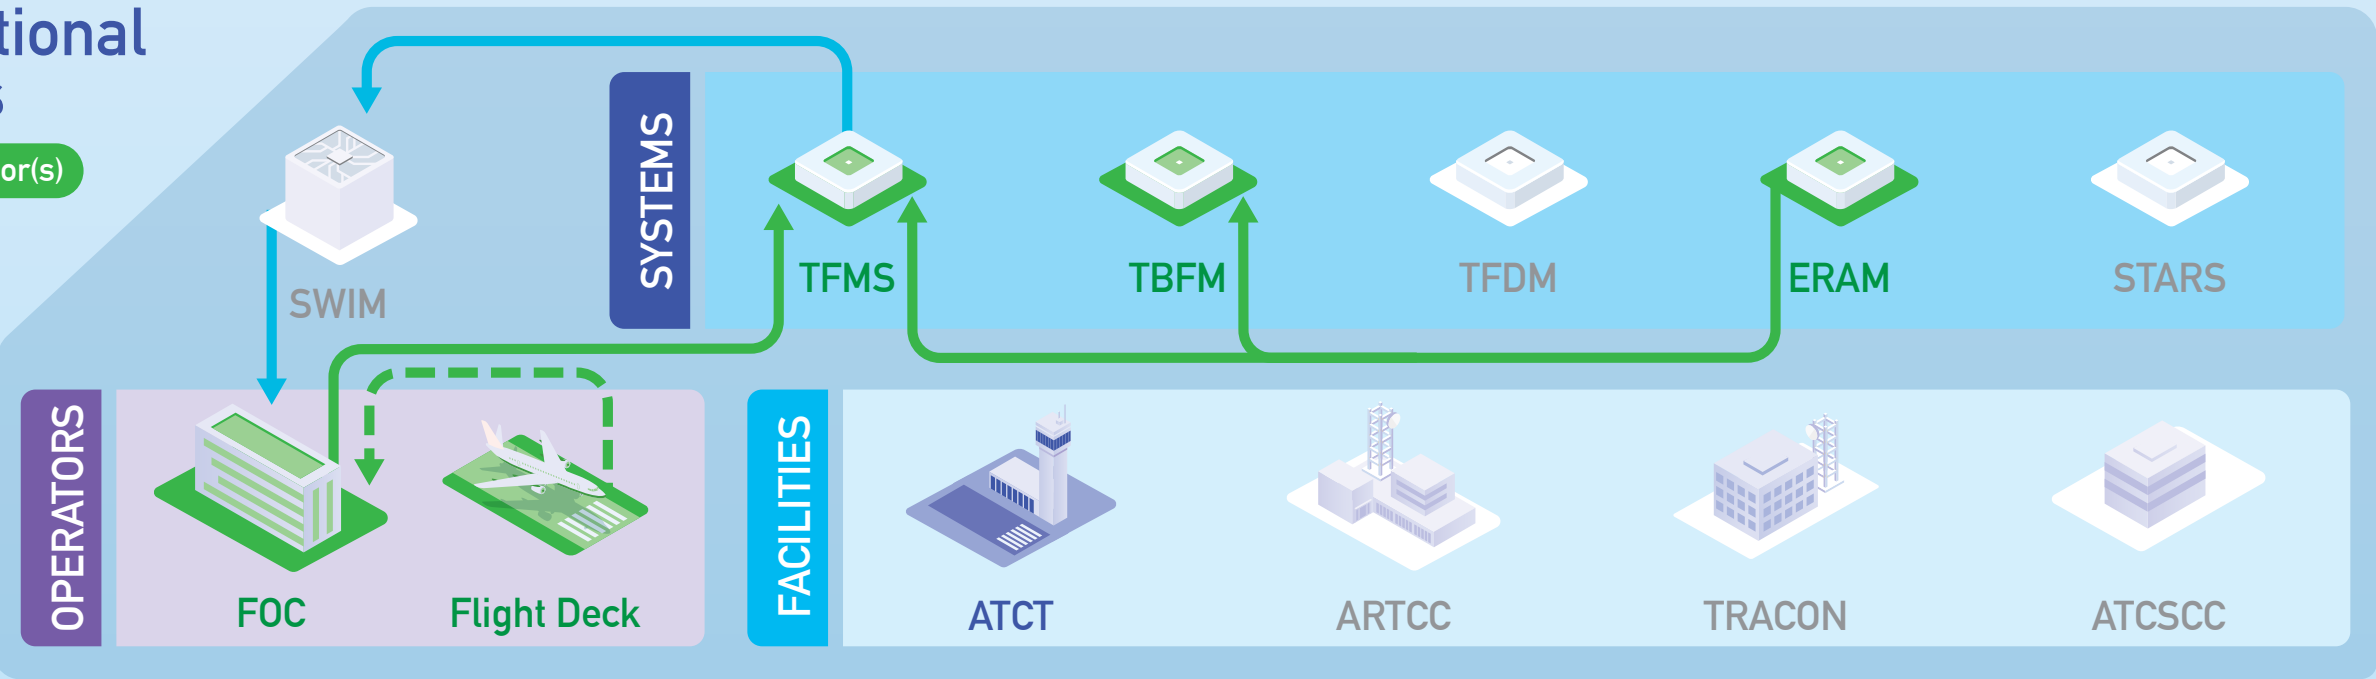 tional
s
or(s)
SYSTEMS
TFMS
TBFM
TFDM
ERAM
STARS
SWIM
OPERATORS
FOC
Flight Deck
FACILITIES
ATCT
ARTCC
TRACON
ATCSCC